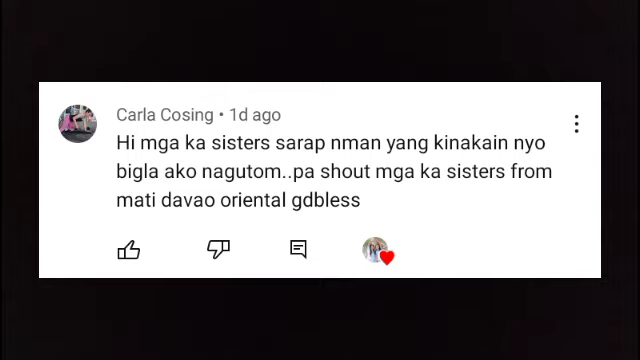 Carla Cosing • 1d ago
Hi mga ka sisters sarap nman yang kinakain nyo
bigla ako nagutom..pa shout mga ka sisters from
mati davao oriental gdbless